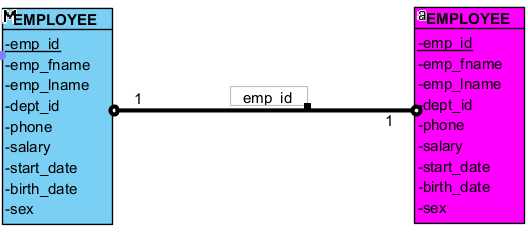 M EMPLOYEE
-emp_id
-emp_fname
-emp_lname
-dept_id
-phone
-salary
-start_date
-birth_date
-sex
1
emp_id
1
a EMPLOYEE
-emp_id
-emp_fname
-emp_lname
-dept_id
-phone
-salary
-start_date
-birth_date
-sex